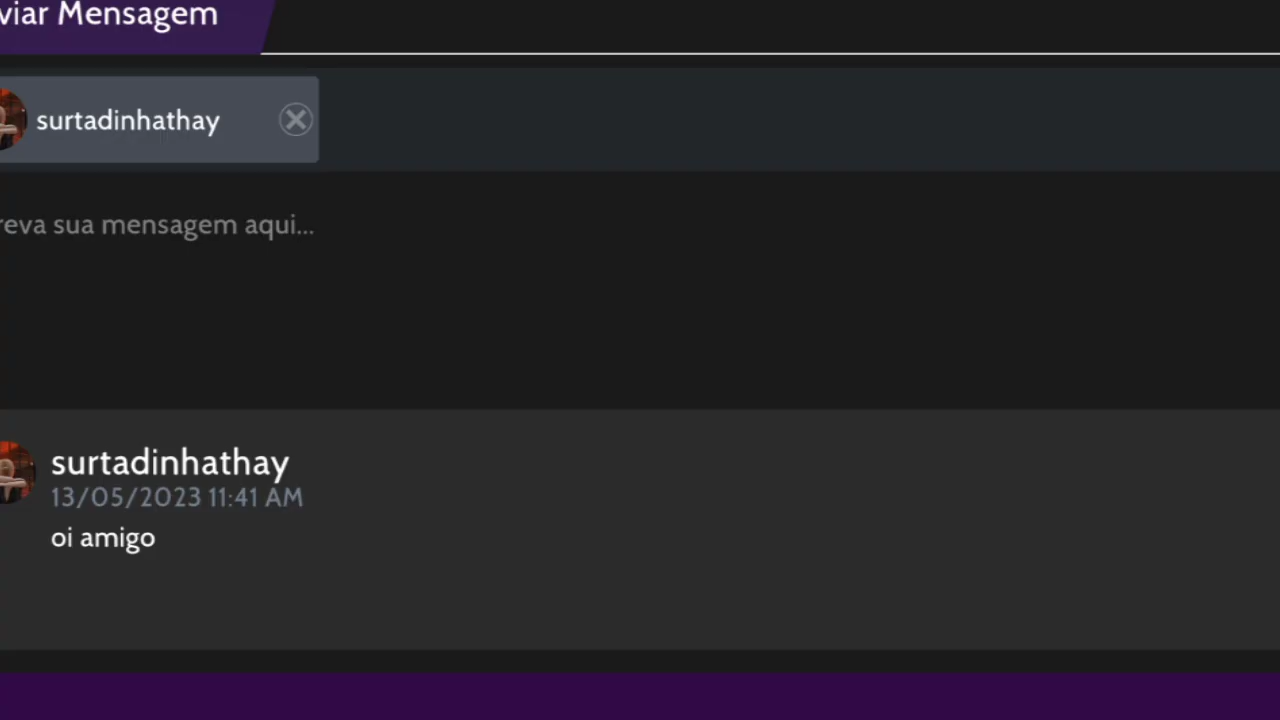 viar Mensagem
surtadinhathay
reva sua mensagem aqui...
surtadinhathay
13/05/2023 11:41 AM
oi amigo